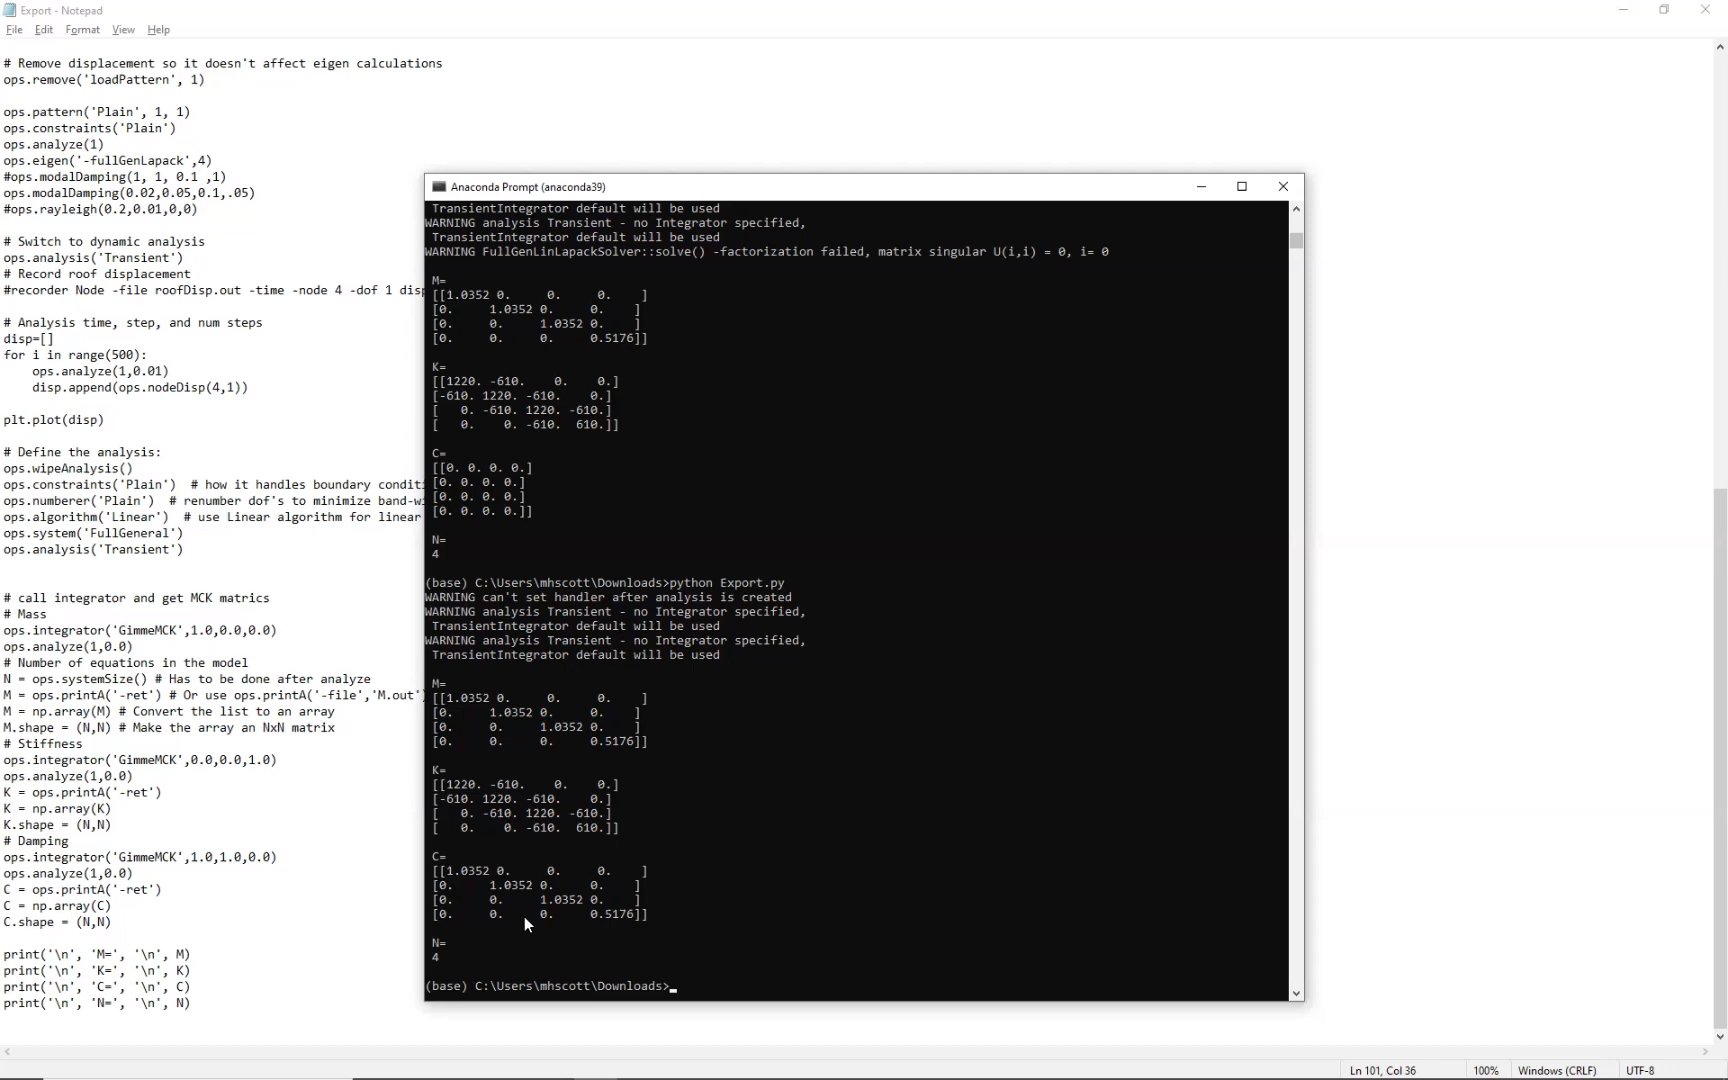 Export - Notepad
File Edit Format View Help
# Remove displacement so it doesn't affect eigen calculations
ops.remove('loadPattern', 1)
ops.pattern('Plain', 1, 1)
ops.constraints('Plain')
ops.analyze(1)
ops.eigen('-fullGenLapack',4)
#ops.modalDamping(1, 1, 0.1 ,1)
ops.modalDamping(0.02,0.05,0.1,.05)
#ops.rayleigh(0.2,0.01,0,0)
# Switch to dynamic analysis
ops.analysis('Transient')
# Record roof displacement
#recorder Node -file roofDisp.out -time -node 4 -dof 1 disp
# Analysis time, step, and num steps
disp=[]
for i in range(500):
    ops.analyze(1,0.01)
    disp.append(ops.nodeDisp(4,1))
plt.plot(disp)
# Define the analysis:
ops.wipeAnalysis()
ops.constraints('Plain')  # how it handles boundary conditi
ops.numberer('Plain')  # renumber dof's to minimize band-wi
ops.algorithm('Linear')  # use Linear algorithm for linear
ops.system('FullGeneral')
ops.analysis('Transient')
# call integrator and get MCK matrics
# Mass
ops.integrator('GimmeMCK',1.0,0.0,0.0)
ops.analyze(1,0.0)
# Number of equations in the model
N = ops.systemSize() # Has to be done after analyze
M = ops.printA('-ret') # Or use ops.printA('-file','M.out')
M = np.array(M) # Convert the list to an array
M.shape = (N,N) # Make the array an NxN matrix
# Stiffness
ops.integrator('GimmeMCK',0.0,0.0,1.0)
ops.analyze(1,0.0)
K = ops.printA('-ret')
K = np.array(K)
K.shape = (N,N)
# Damping
ops.integrator('GimmeMCK',1.0,1.0,0.0)
ops.analyze(1,0.0)
C = ops.printA('-ret')
C = np.array(C)
C.shape = (N,N)
print('\n', 'M=', '\n', M)
print('\n', 'K=', '\n', K)
print('\n', 'C=', '\n', C)
print('\n', 'N=', '\n', N)
Anaconda Prompt (anaconda39)
TransientIntegrator default will be used
WARNING analysis Transient - no Integrator specified,
TransientIntegrator default will be used
WARNING FullGenLinLapackSolver::solve() -factorization failed, matrix singular U(i,i) = 0, i= 0
M=
[[1.0352 0.     0.     0.    ]
[0.     1.0352 0.     0.    ]
[0.     0.     1.0352 0.    ]
[0.     0.     0.     0.5176]]
K=
[[1220. -610.    0.    0.]
[-610. 1220. -610.    0.]
[   0. -610. 1220. -610.]
[   0.    0. -610.  610.]]
C=
[[0. 0. 0. 0.]
[0. 0. 0. 0.]
[0. 0. 0. 0.]
[0. 0. 0. 0.]]
N=
4
(base) C:\Users\mhscott\Downloads>python Export.py
WARNING can't set handler after analysis is created
WARNING analysis Transient - no Integrator specified,
TransientIntegrator default will be used
WARNING analysis Transient - no Integrator specified,
TransientIntegrator default will be used
M=
[[1.0352 0.     0.     0.    ]
[0.     1.0352 0.     0.    ]
[0.     0.     1.0352 0.    ]
[0.     0.     0.     0.5176]]
K=
[[1220. -610.    0.    0.]
[-610. 1220. -610.    0.]
[   0. -610. 1220. -610.]
[   0.    0. -610.  610.]]
C=
[[1.0352 0.     0.     0.    ]
[0.     1.0352 0.     0.    ]
[0.     0.     1.0352 0.    ]
[0.     0.     0.     0.5176]]
N=
4
(base) C:\Users\mhscott\Downloads>_
Ln 101, Col 36 100% Windows (CRLF) UTF-8